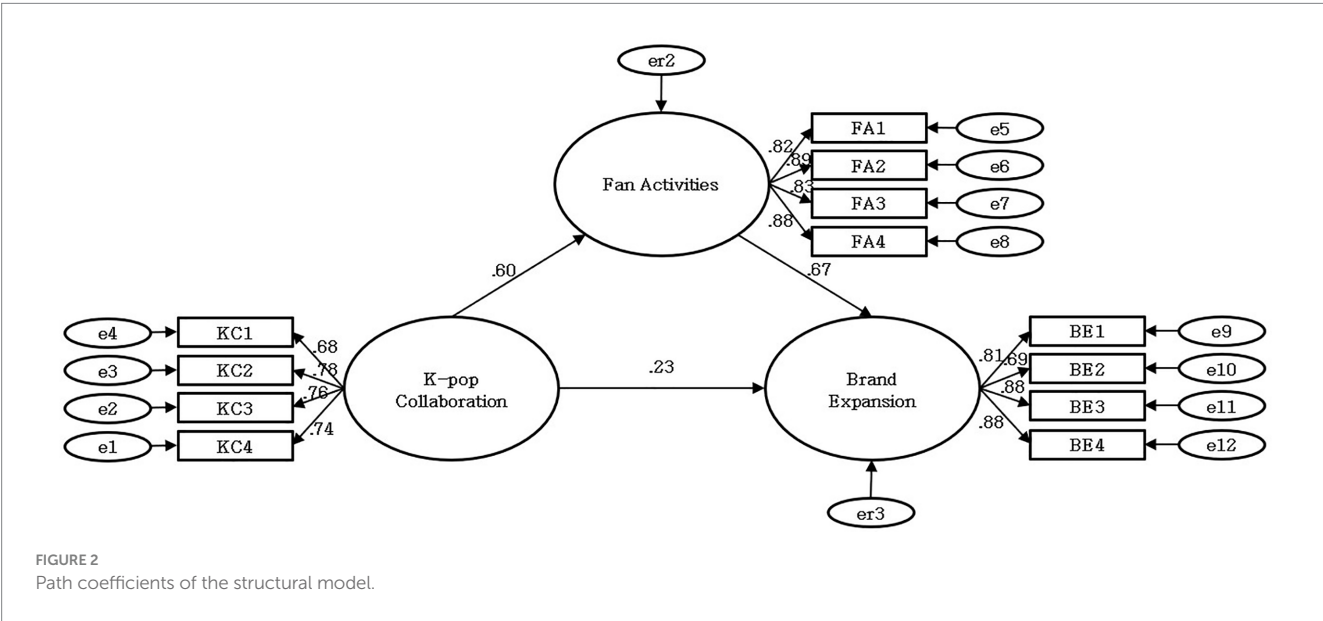 er2
Fan Activities
.82
.89
.83
.88
FA1
FA2
FA3
FA4
e5
e6
e7
e8
.60
.67
e4
e3
e2
e1
KC1
KC2
KC3
KC4
.68
.78
.76
.74
K-pop
Collaboration
.23
Brand
Expansion
.81
.69
.88
.88
BE1
BE2
BE3
BE4
e9
e10
e11
e12
er3
FIGURE 2
Path coefficients of the structural model.